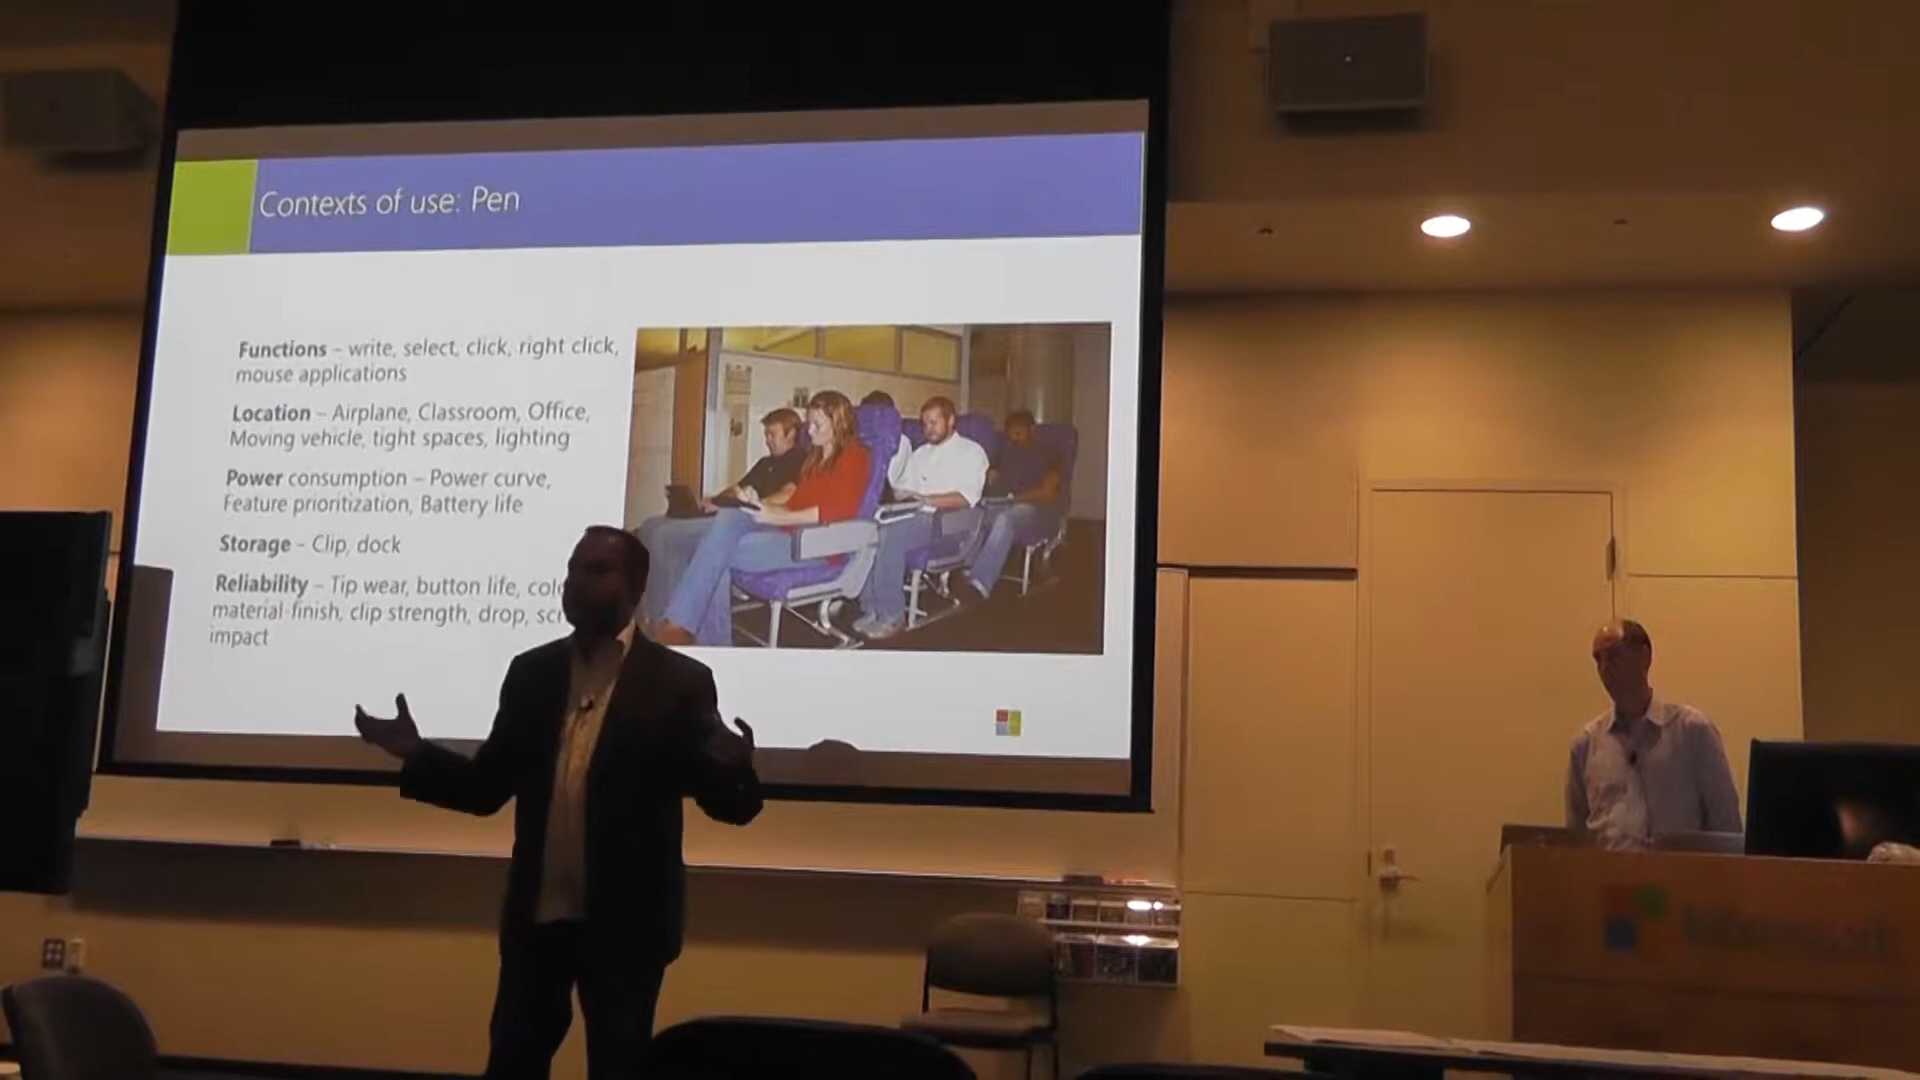 Contexts of use: Pen
Functions – write, select, click, right click,
mouse applications
Location – Airplane, Classroom, Office,
Moving vehicle, tight spaces, lighting
Power consumption – Power curve,
Feature prioritization, Battery life
Storage – Clip, dock
Reliability – Tip wear, button life,
material finish, clip strength, drop,
impact
Microsoft